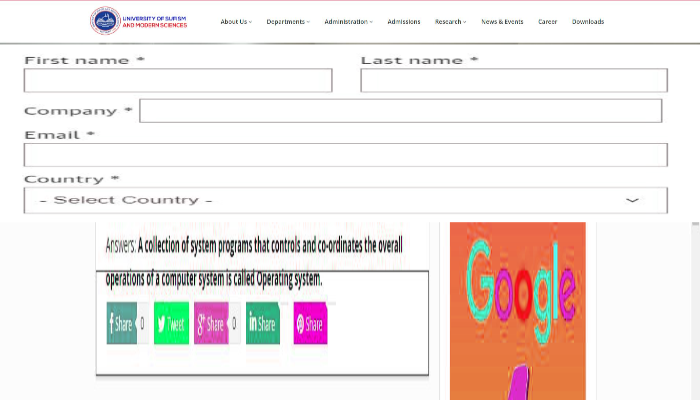 UNIVERSITY OF SUFISM
AND MODERN SCIENCES
About Us Departments Administration Admissions Research News & Events Career Downloads
First name * Last name *
Company *
Email *
Country *
- Select Country -
Answers: A collection of system programs that controls and co-ordinates the overall
operations of a computer system is called Operating system.
Share 0 Tweet g+ Share 0 in Share Share
Google